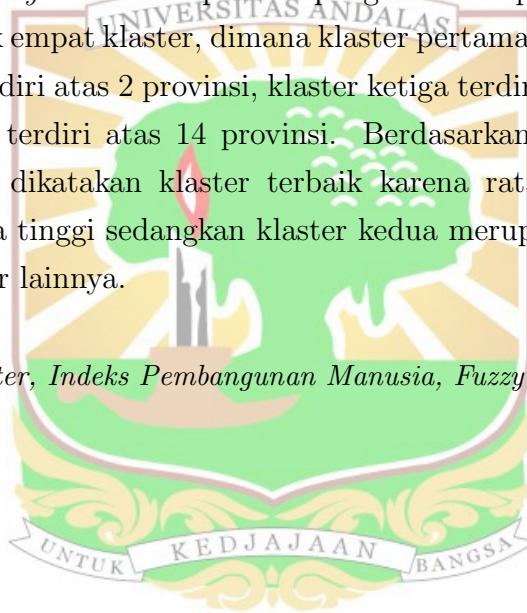 UNIVERSITAS ANDALAS
empat klaster, dimana klaster pertama
diri atas 2 provinsi, klaster ketiga terdir
terdiri atas 14 provinsi. Berdasarkan
dikatakan klaster terbaik karena rat
tinggi sedangkan klaster kedua merup
lainnya.
ter, Indeks Pembangunan Manusia, Fuzzy
UNTUK KEDJAJAAN BANGSA